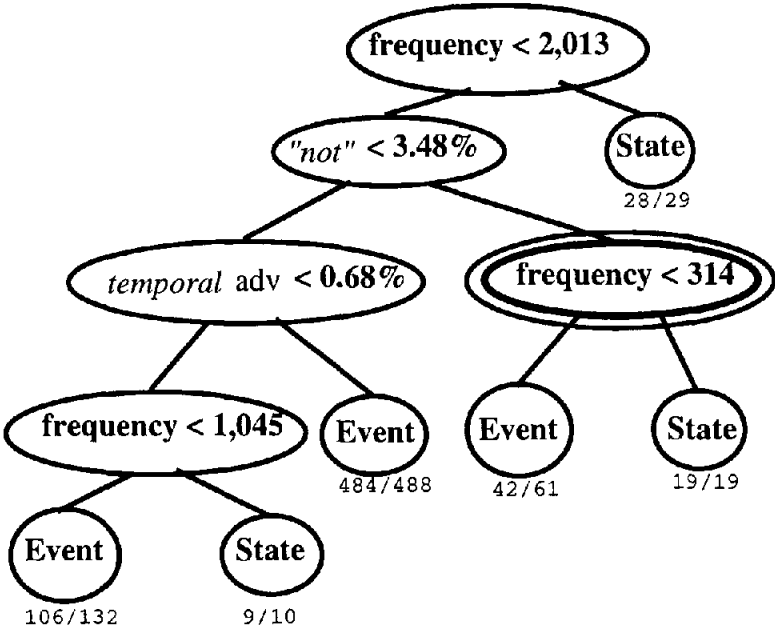 frequency < 2,013
"not" < 3.48%
State
28/29
temporal adv < 0.68%
frequency < 314
frequency < 1,045
Event
Event
State
484/488
42/61
19/19
Event
State
106/132
9/10